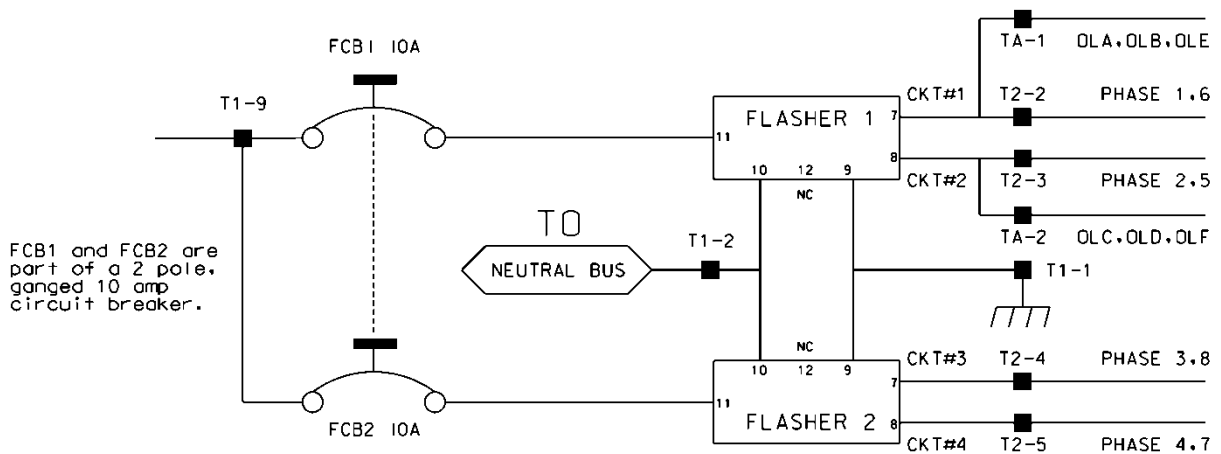 FCB1 10A
T1-9
TA-1 OLA.OLB.OLE
CKT#1 T2-2 PHASE 1.6
FLASHER 1
7
11
8
10 12 9
NC
CKT#2 T2-3 PHASE 2.5
TA-2 OLC.OLD.OLF
TO
NEUTRAL BUS
T1-2
T1-1
FCB1 and FCB2 are
part of a 2 pole.
ganged 10 amp
circuit breaker.
NC
10 12 9
CKT#3 T2-4 PHASE 3.8
7
11
FLASHER 2
8
CKT#4 T2-5 PHASE 4.7
FCB2 10A